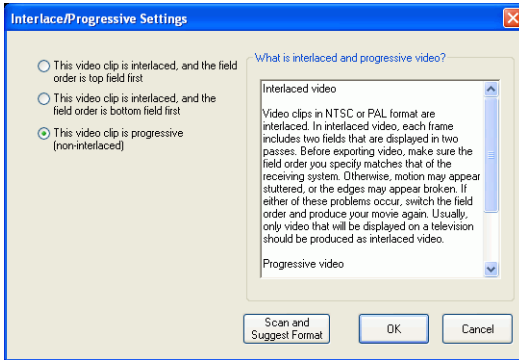 Interlace/Progressive Settings
This video clip is interlaced, and the field
order is top field first
This video clip is interlaced, and the
field order is bottom field first
This video clip is progressive
(non-interlaced)
What is interlaced and progressive video?
Interlaced video
Video clips in NTSC or PAL format are
interlaced. In interlaced video, each frame
includes two fields that are displayed in two
passes. Before exporting video, make sure the
field order you specify matches that of the
receiving system. Otherwise, motion may appear
stuttered, or the edges may appear broken. If
either of these problems occur, switch the field
order and produce your movie again. Usually,
only video that will be displayed on a television
should be produced as interlaced video.
Progressive video
Scan and
Suggest Format
OK
Cancel